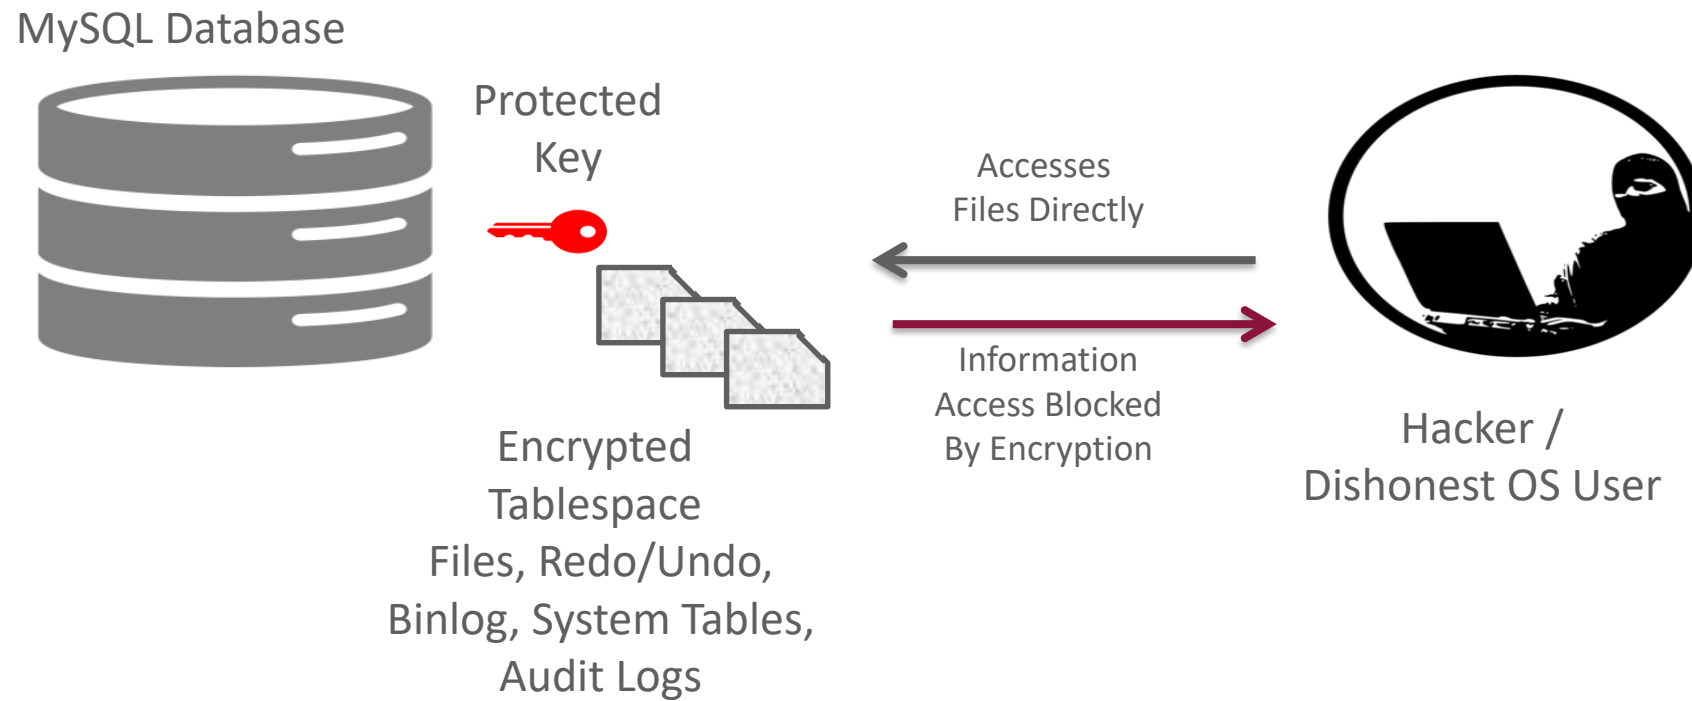 MySQL Database
Protected
Key
Accesses
Files Directly
Information
Access Blocked
By Encryption
Encrypted
Tablespace
Files, Redo/Undo,
Binlog, System Tables,
Audit Logs
Hacker /
Dishonest OS User